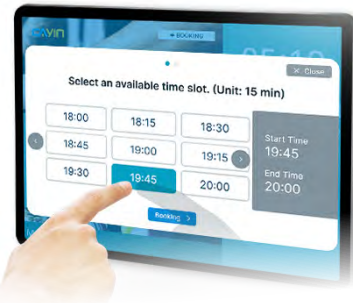 CAYIN
BOOKING
× Close
Select an available time slot. (Unit: 15 min)
18:00 18:15 18:30
18:45 19:00 19:15
19:30 19:45 20:00
Start Time
19:45
End Time
20:00
Booking >